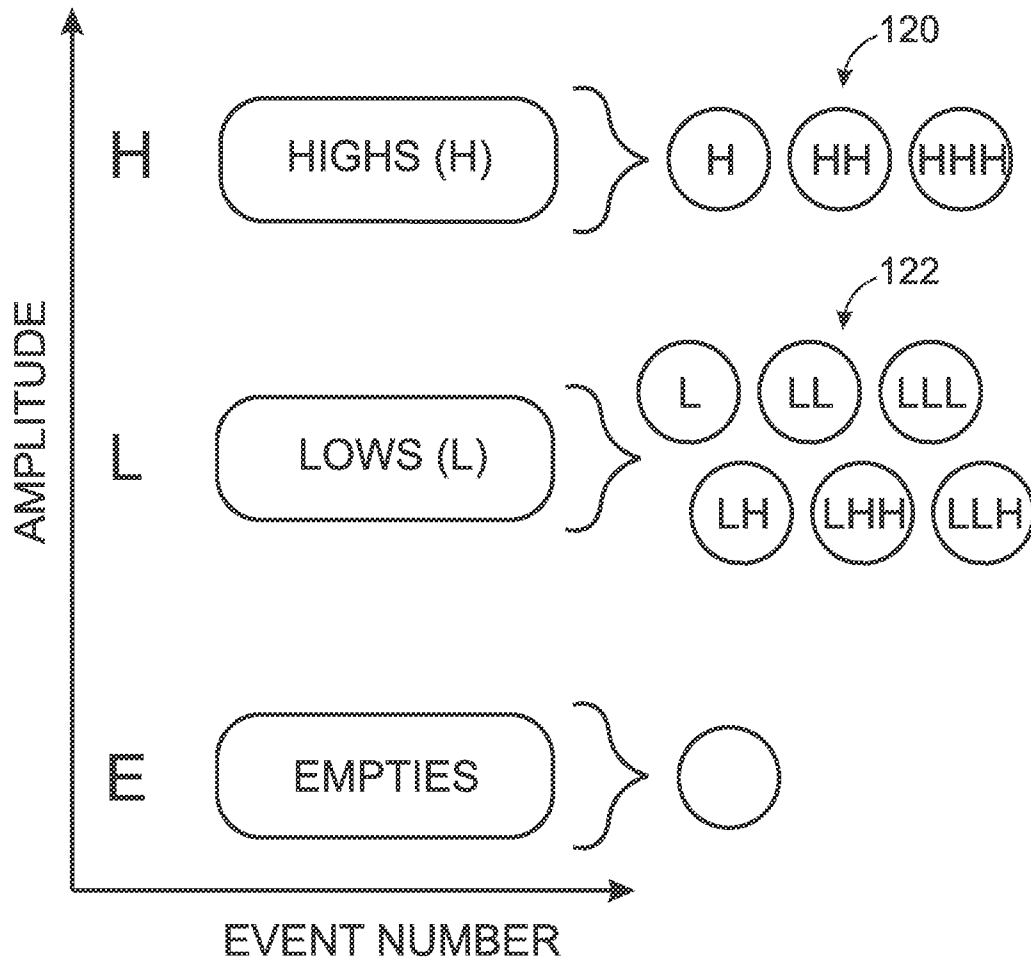 120
H
HIGHS (H)
H
HH
HHH
122
AMPLITUDE
L
LOWS (L)
L
LL
LLL
LH
LHH
LLH
E
EMPTIES
EVENT NUMBER